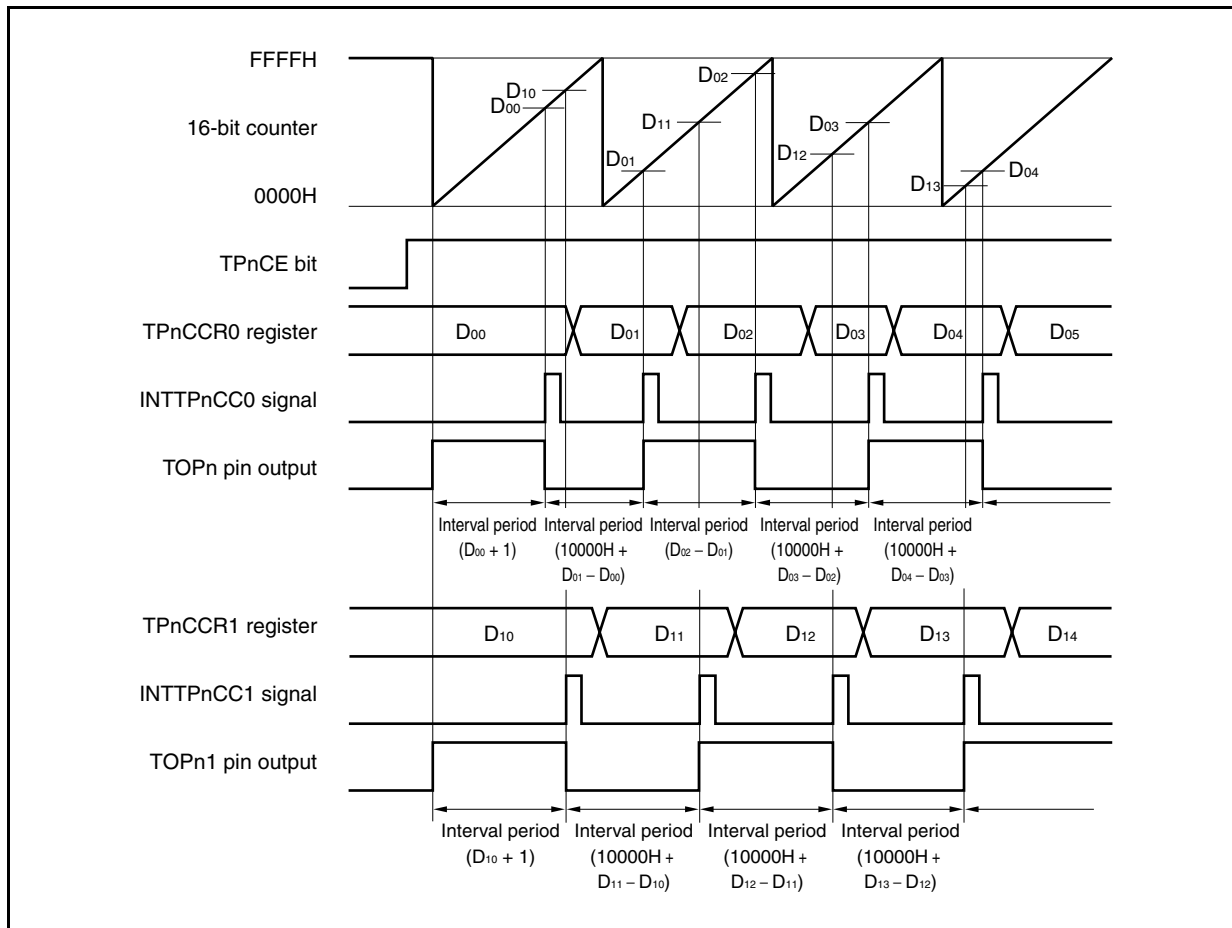 FFFFH
D10
D00
D02
D11
D03
16-bit counter
D12
D01
D04
D13
0000H
TPnCE bit
TPnCCR0 register
D00
D01
D02
D03
D04
D05
INTTPnCC0 signal
TOPn pin output
Interval period
(D00 + 1)
Interval period
(10000H +
D01 – D00)
Interval period
(D02 – D01)
Interval period
(10000H +
D03 – D02)
Interval period
(10000H +
D04 – D03)
TPnCCR1 register
D10
D11
D12
D13
D14
INTTPnCC1 signal
TOPn1 pin output
Interval period
(D10 + 1)
Interval period
(10000H +
D11 – D10)
Interval period
(10000H +
D12 – D11)
Interval period
(10000H +
D13 – D12)